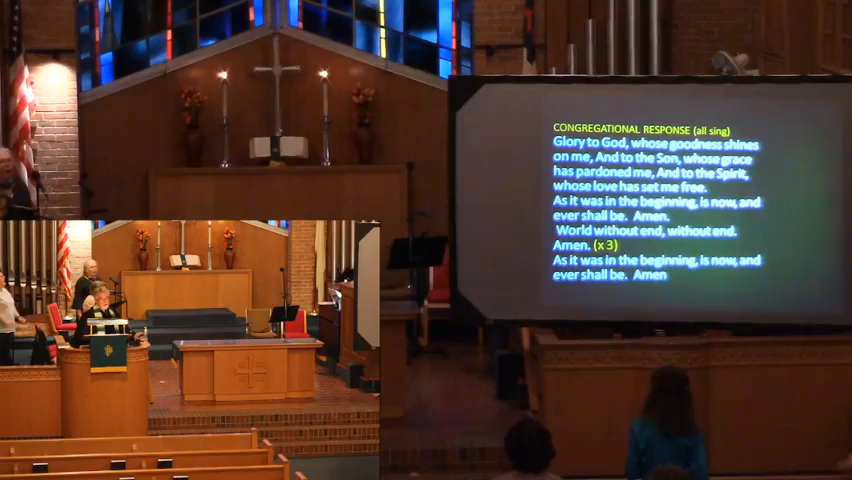 CONGREGATIONAL RESPONSE (all sing)
Glory to God, whose goodness shines
on me, And to the Son, whose grace
has pardoned me, And to the Spirit,
whose love has set me free.
As it was in the beginning, is now, and
ever shall be. Amen.
World without end, without end.
Amen. (x 3)
As it was in the beginning, is now, and
ever shall be. Amen